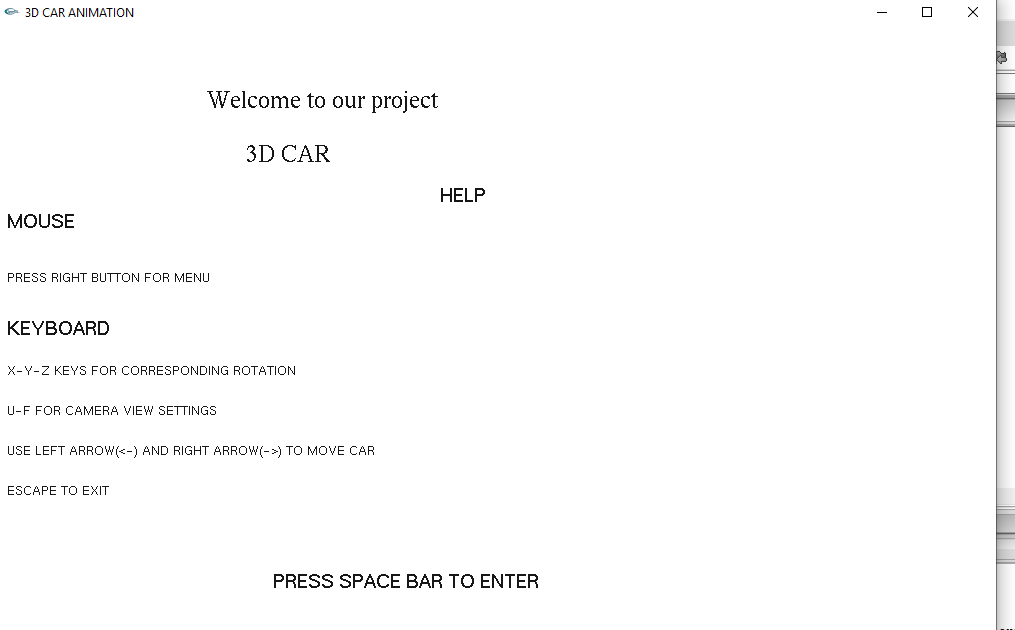 3D CAR ANIMATION
Welcome to our project
3D CAR
HELP
MOUSE
PRESS RIGHT BUTTON FOR MENU
KEYBOARD
X-Y-Z KEYS FOR CORRESPONDING ROTATION
U-F FOR CAMERA VIEW SETTINGS
USE LEFT ARROW(<-) AND RIGHT ARROW(->) TO MOVE CAR
ESCAPE TO EXIT
PRESS SPACE BAR TO ENTER